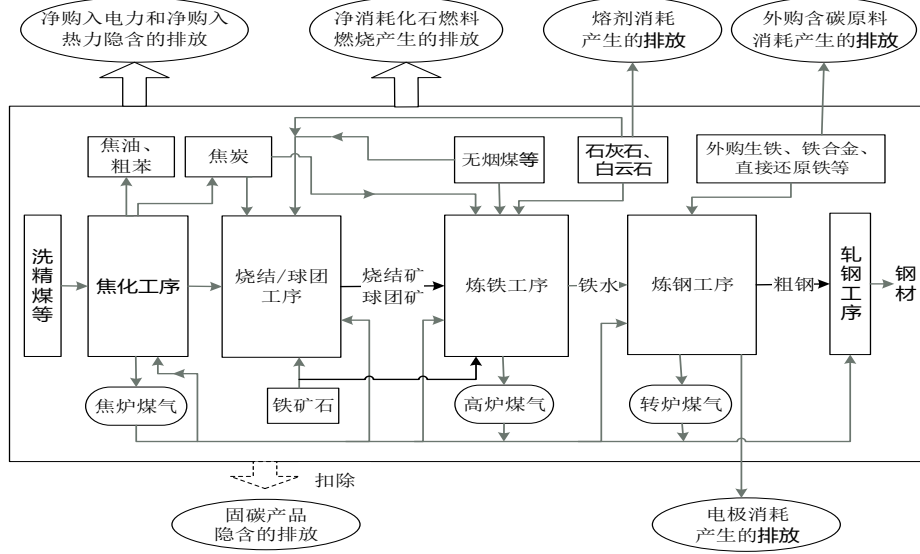 净购入电力和净购入
热力隐含的排放
净消耗化石燃料
燃烧产生的排放
熔剂消耗
产生的排放
外购含碳原料
消耗产生的排放
焦油、
粗苯
焦炭
无烟煤等
石灰石、
白云石
外购生铁、铁合金、
直接还原铁等
洗精煤等
焦化工序
烧结/球团
工序
烧结矿
球团矿
炼铁工序
铁水
炼钢工序
粗钢
轧钢工序
钢材
焦炉煤气
铁矿石
高炉煤气
转炉煤气
扣除
固碳产品
隐含的排放
电极消耗
产生的排放